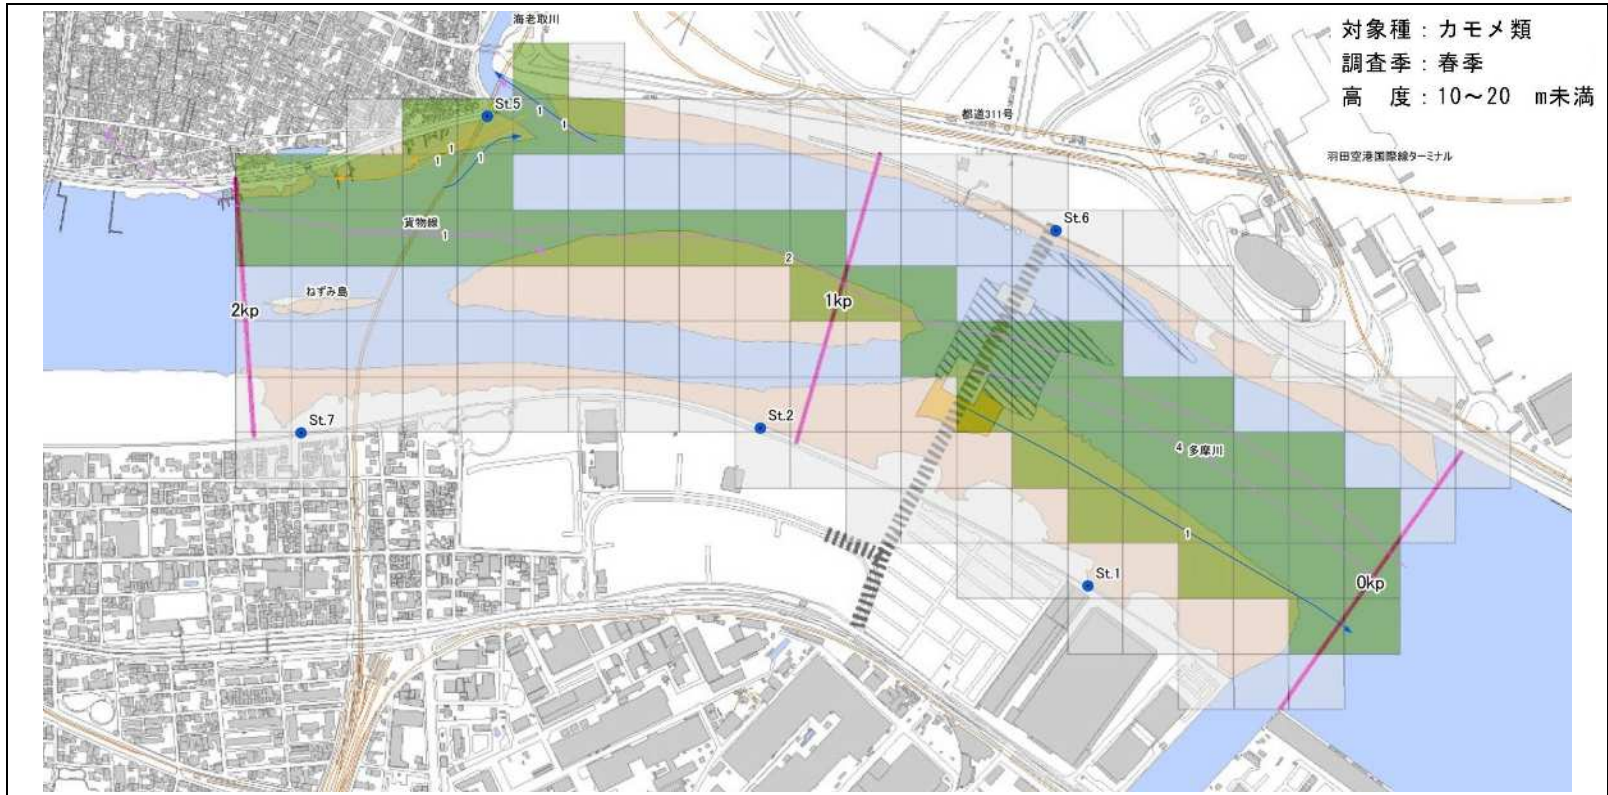 海老取川
対象種：カモメ類
調査季：春季
高　度：10～20　m未満
St.5
都道311号
羽田空港国際線ターミナル
1
1
1
1
1
貨物線
1
St.6
2
ねずみ島
2kp
1kp
St.7
St.2
4
多摩川
1
St.1
0kp